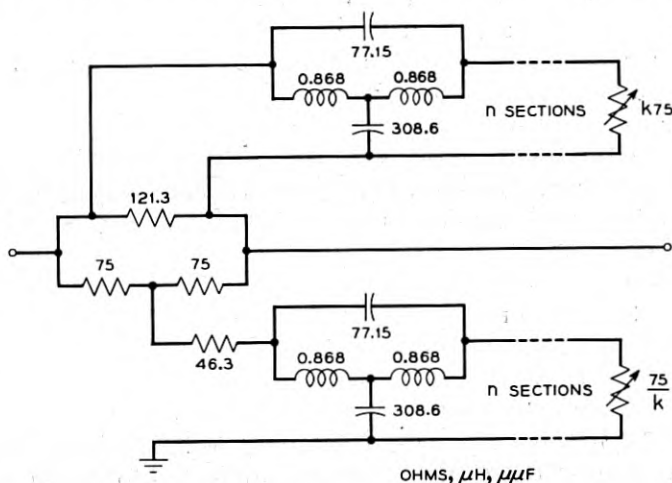 77.15
0.868 0.868
308.6
n SECTIONS
k75
121.3
75 75
46.3
77.15
0.868 0.868
308.6
n SECTIONS
75
k
OHMS, μH, μμF